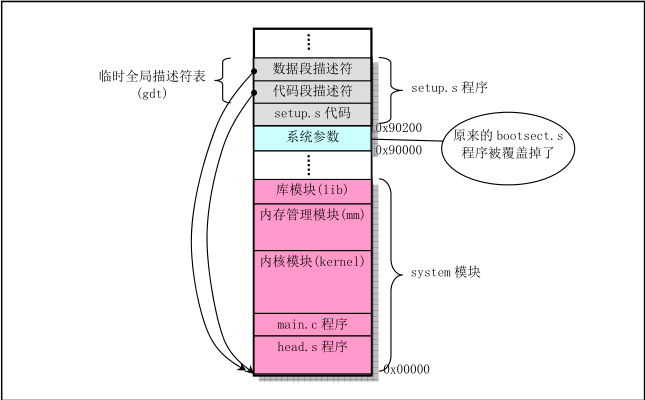 数据段描述符
临时全局描述符表
(gdt)
代码段描述符
setup.s 程序
setup.s 代码
0x90200
系统参数
原来的 bootsect.s
程序被覆盖掉了
0x90000
库模块(lib)
内存管理模块(mm)
内核模块(kernel)
system 模块
main.c 程序
head.s 程序
0x00000